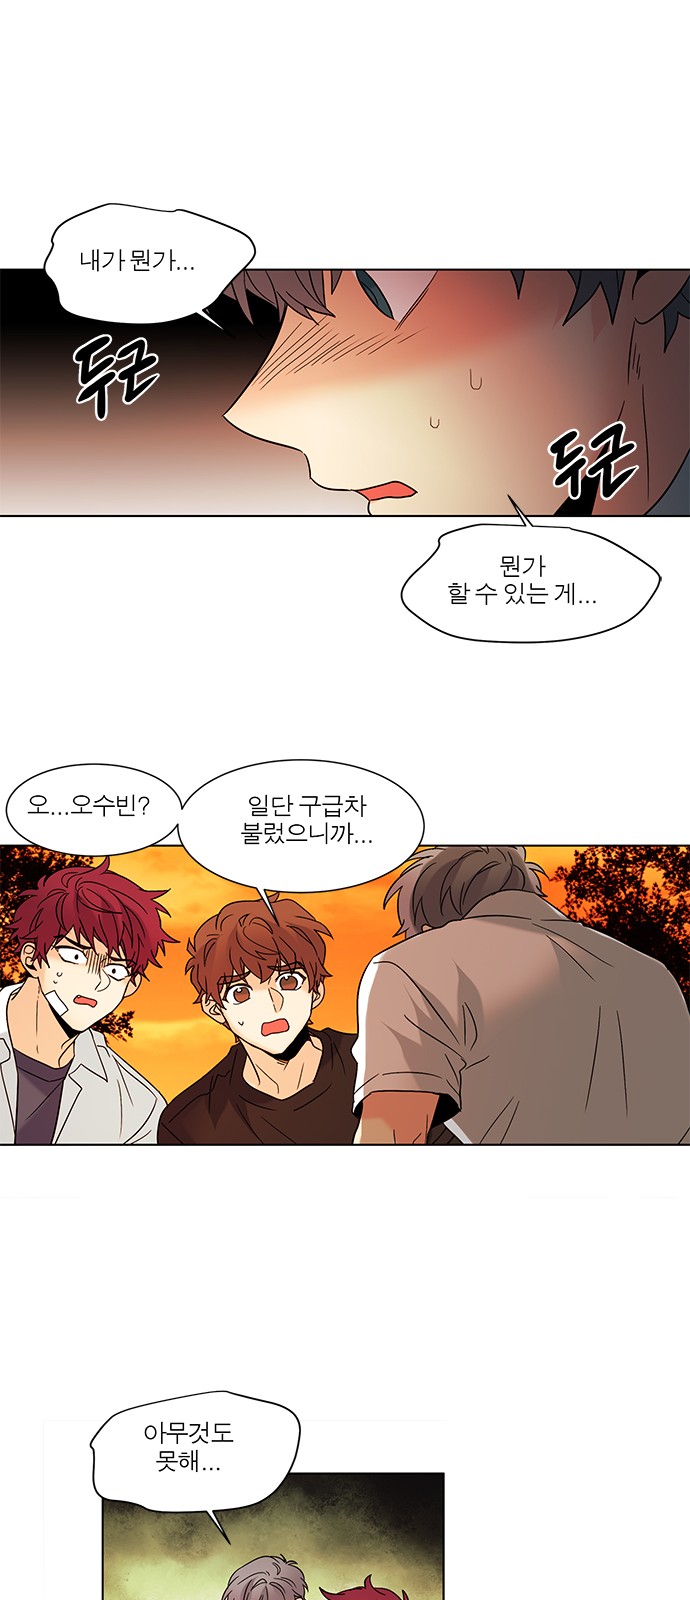 내가 뭔가...
두근
두근
뭔가
할 수 있는 게...
오...오수빈?
일단 구급차
불렀으니까...
아무것도
못해...